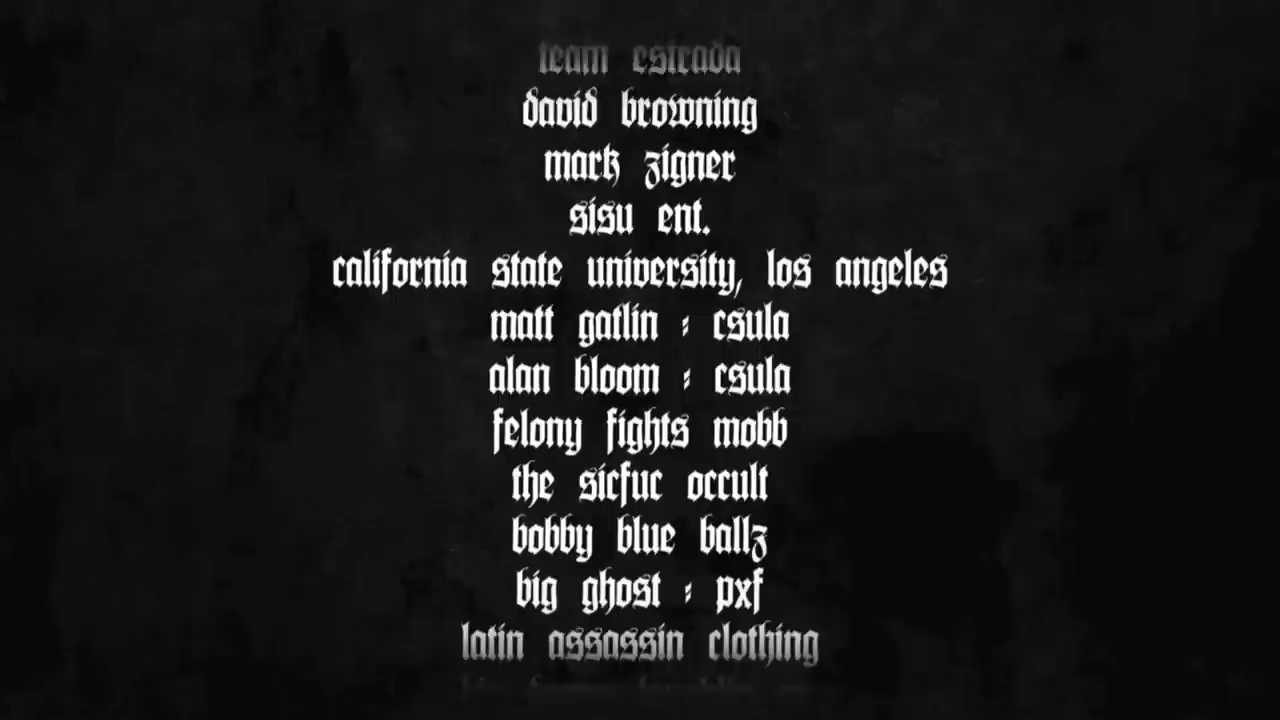 team estrada
david browning
mark zigner
sisu ent.
california state university, los angeles
matt gatlin : csula
alan bloom : csula
felony fights mobb
the sicfuc occult
bobby blue ballz
big ghost : pxf
latin assassin clothing